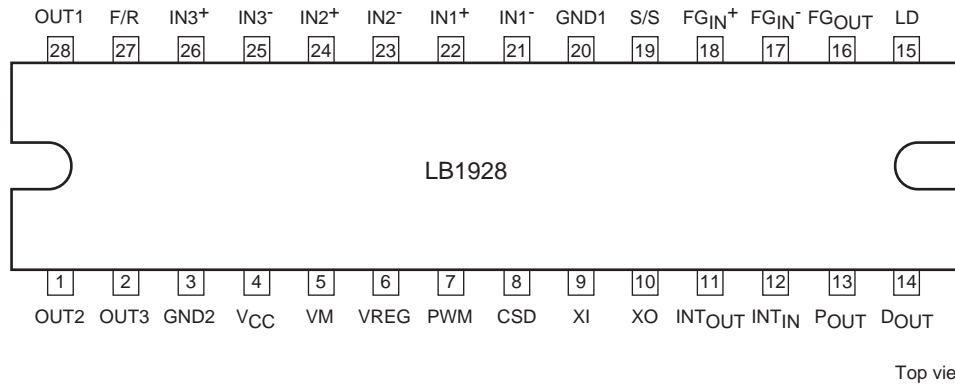 OUT1 F/R IN3+ IN3- IN2+ IN2- IN1+ IN1- GND1 S/S FGIN+ FGIN- FGOUT LD
28 27 26 25 24 23 22 21 20 19 18 17 16 15
LB1928
1 2 3 4 5 6 7 8 9 10 11 12 13 14
OUT2 OUT3 GND2 VCC VM VREG PWM CSD XI XO INTOUT INTIN POUT DOUT
Top vie